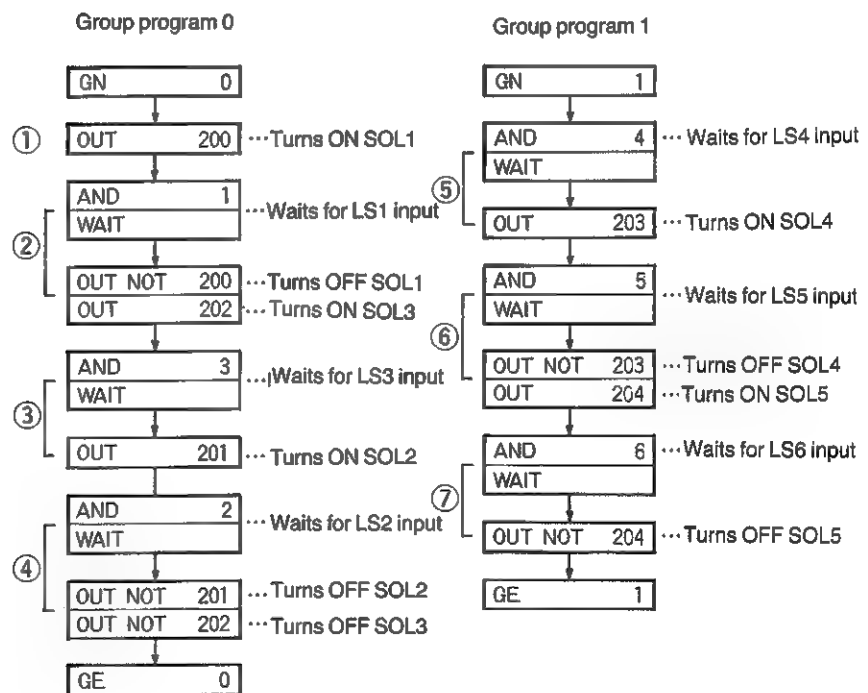 Group program 0
GN 0
① OUT 200 ···Turns ON SOL1
AND 1
WAIT
···Waits for LS1 input
②
OUT NOT 200 ···Turns OFF SOL1
OUT 202 ···Turns ON SOL3
AND 3
WAIT
···Waits for LS3 input
③
OUT 201 ···Turns ON SOL2
AND 2
WAIT
···Waits for LS2 input
④
OUT NOT 201 ···Turns OFF SOL2
OUT NOT 202 ···Turns OFF SOL3
GE 0
Group program 1
GN 1
AND 4 ···Waits for LS4 input
WAIT
⑤
OUT 203 ···Turns ON SOL4
AND 5
WAIT
···Waits for LS5 input
⑥
OUT NOT 203 ···Turns OFF SOL4
OUT 204 ···Turns ON SOL5
AND 6 ···Waits for LS6 input
WAIT
⑦
OUT NOT 204 ···Turns OFF SOL5
GE 1